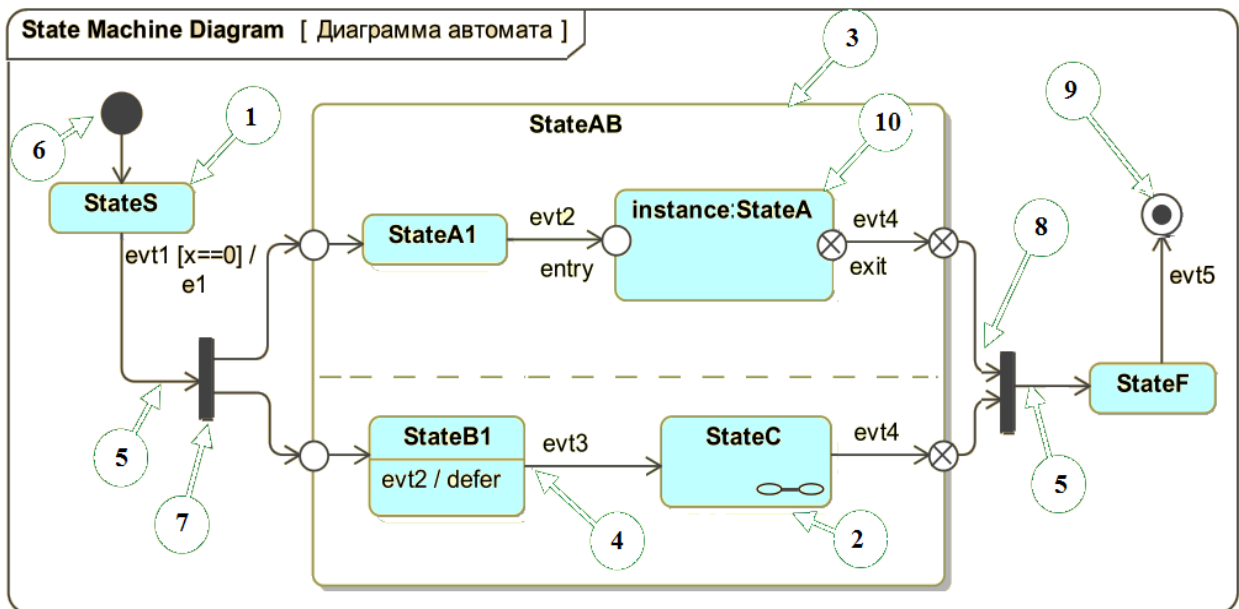 State Machine Diagram [ Диаграмма автомата ]
3
9
6
1
StateAB
10
StateS
instance:StateA
evt2
evt4
StateA1
8
evt1 [x==0] /
e1
entry
exit
evt5
StateF
StateB1
StateC
evt3
evt4
5
evt2 / defer
5
7
4
2